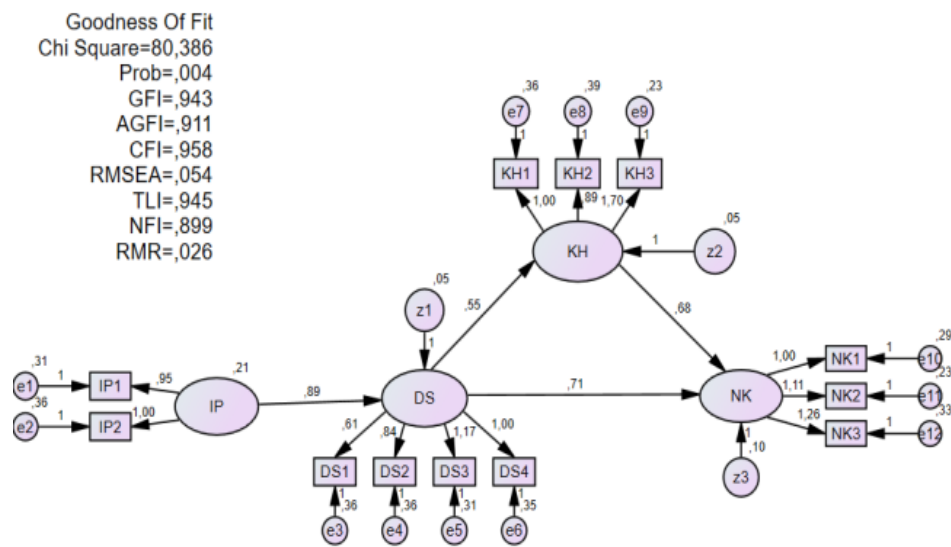 Goodness Of Fit
Chi Square=80,386
Prob=,004
GFI=,943
AGFI=,911
CFI=,958
RMSEA=,054
TLI=,945
NFI=,899
RMR=,026
,36 ,39 ,23
e7 e8 e9
1 1 1
KH1 KH2 KH3
1,00 ,89 1,70
,05
KH 1 z2
,05
z1
,55 ,68
1
,29
NK1 1 e10
1,00
,31 ,21
e1 1 IP1 ,95
,23
IP ,89 DS ,71 NK 1,11 NK2 1 e11
,36
e2 1 IP2 1,00
,33
1,26 NK3 1 e12
,61 ,84 1,17 1,00
1 ,10
DS1 DS2 DS3 DS4
z3
1 1 1 1
,36 ,36 ,31 ,35
e3 e4 e5 e6